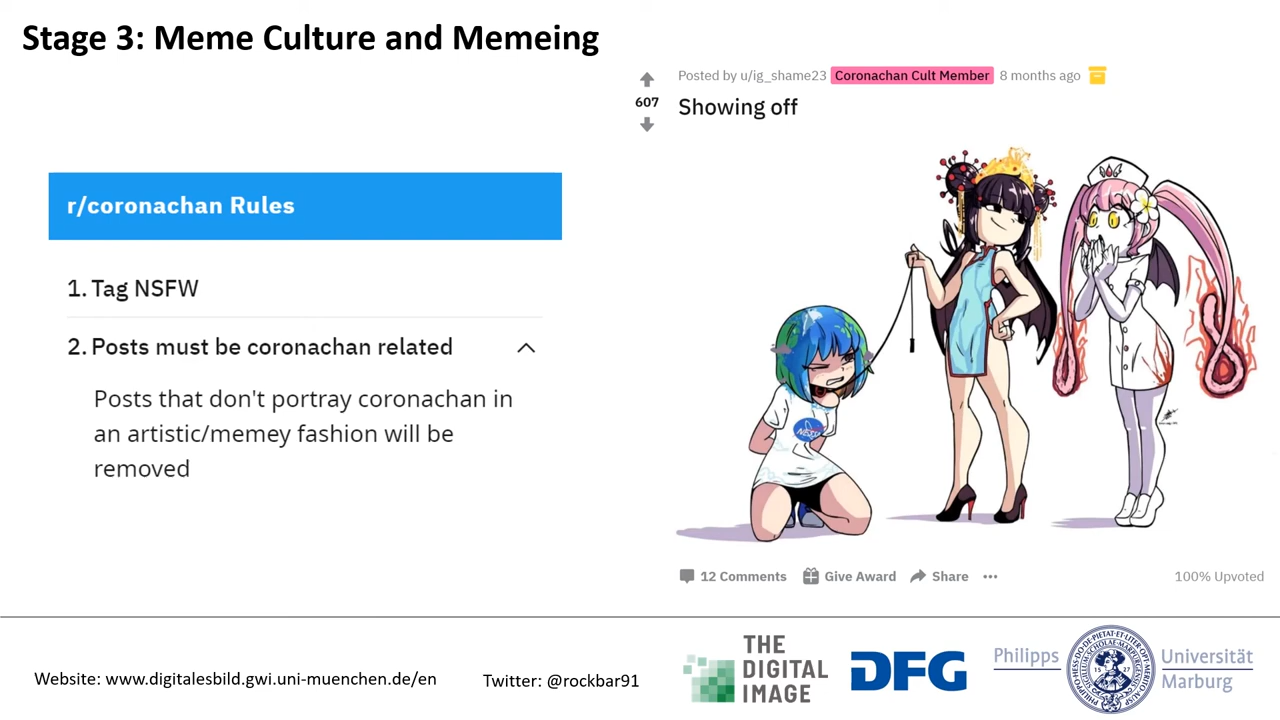 Stage 3: Meme Culture and Memeing
r/coronachan Rules
1. Tag NSFW
2. Posts must be coronachan related
Posts that don't portray coronachan in
an artistic/memey fashion will be
removed
Posted by u/ig_shame23 Coronachan Cult Member 8 months ago
607
Showing off
12 Comments Give Award Share
100% Upvoted
Website: www.digitalesbild.gwi.uni-muenchen.de/en
Twitter: @rockbar91
THE
DIGITAL
IMAGE
DFG
Philipps
Universität
Marburg
15 27